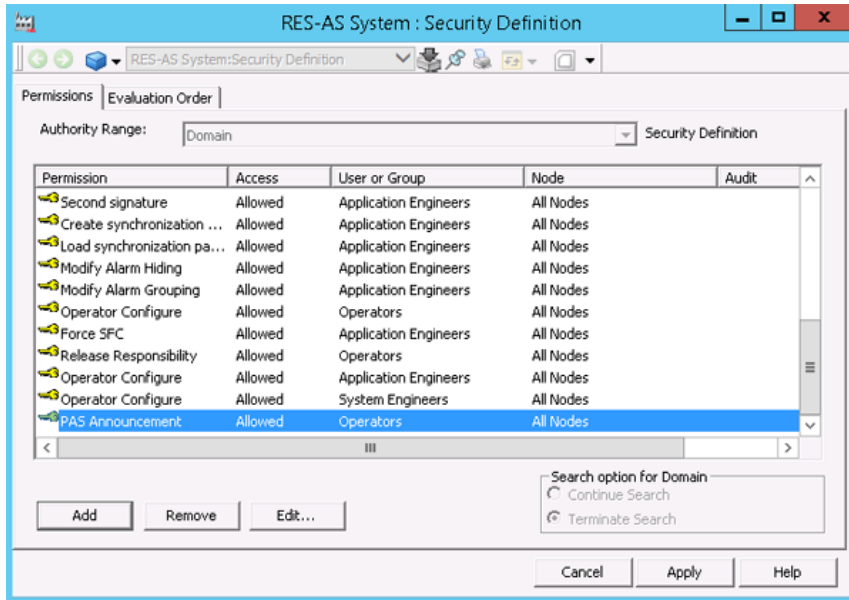 RES-AS System : Security Definition
RES-AS System:Security Definition
Permissions Evaluation Order
Authority Range: Domain Security Definition
Permission Access User or Group Node Audit
Second signature Allowed Application Engineers All Nodes
Create synchronization ... Allowed Application Engineers All Nodes
Load synchronization pa... Allowed Application Engineers All Nodes
Modify Alarm Hiding Allowed Application Engineers All Nodes
Modify Alarm Grouping Allowed Application Engineers All Nodes
Operator Configure Allowed Operators All Nodes
Force SFC Allowed Application Engineers All Nodes
Release Responsibility Allowed Operators All Nodes
Operator Configure Allowed Application Engineers All Nodes
Operator Configure Allowed System Engineers All Nodes
PAS Announcement Allowed Operators All Nodes
Search option for Domain
Continue Search
Terminate Search
Add Remove Edit...
Cancel Apply Help